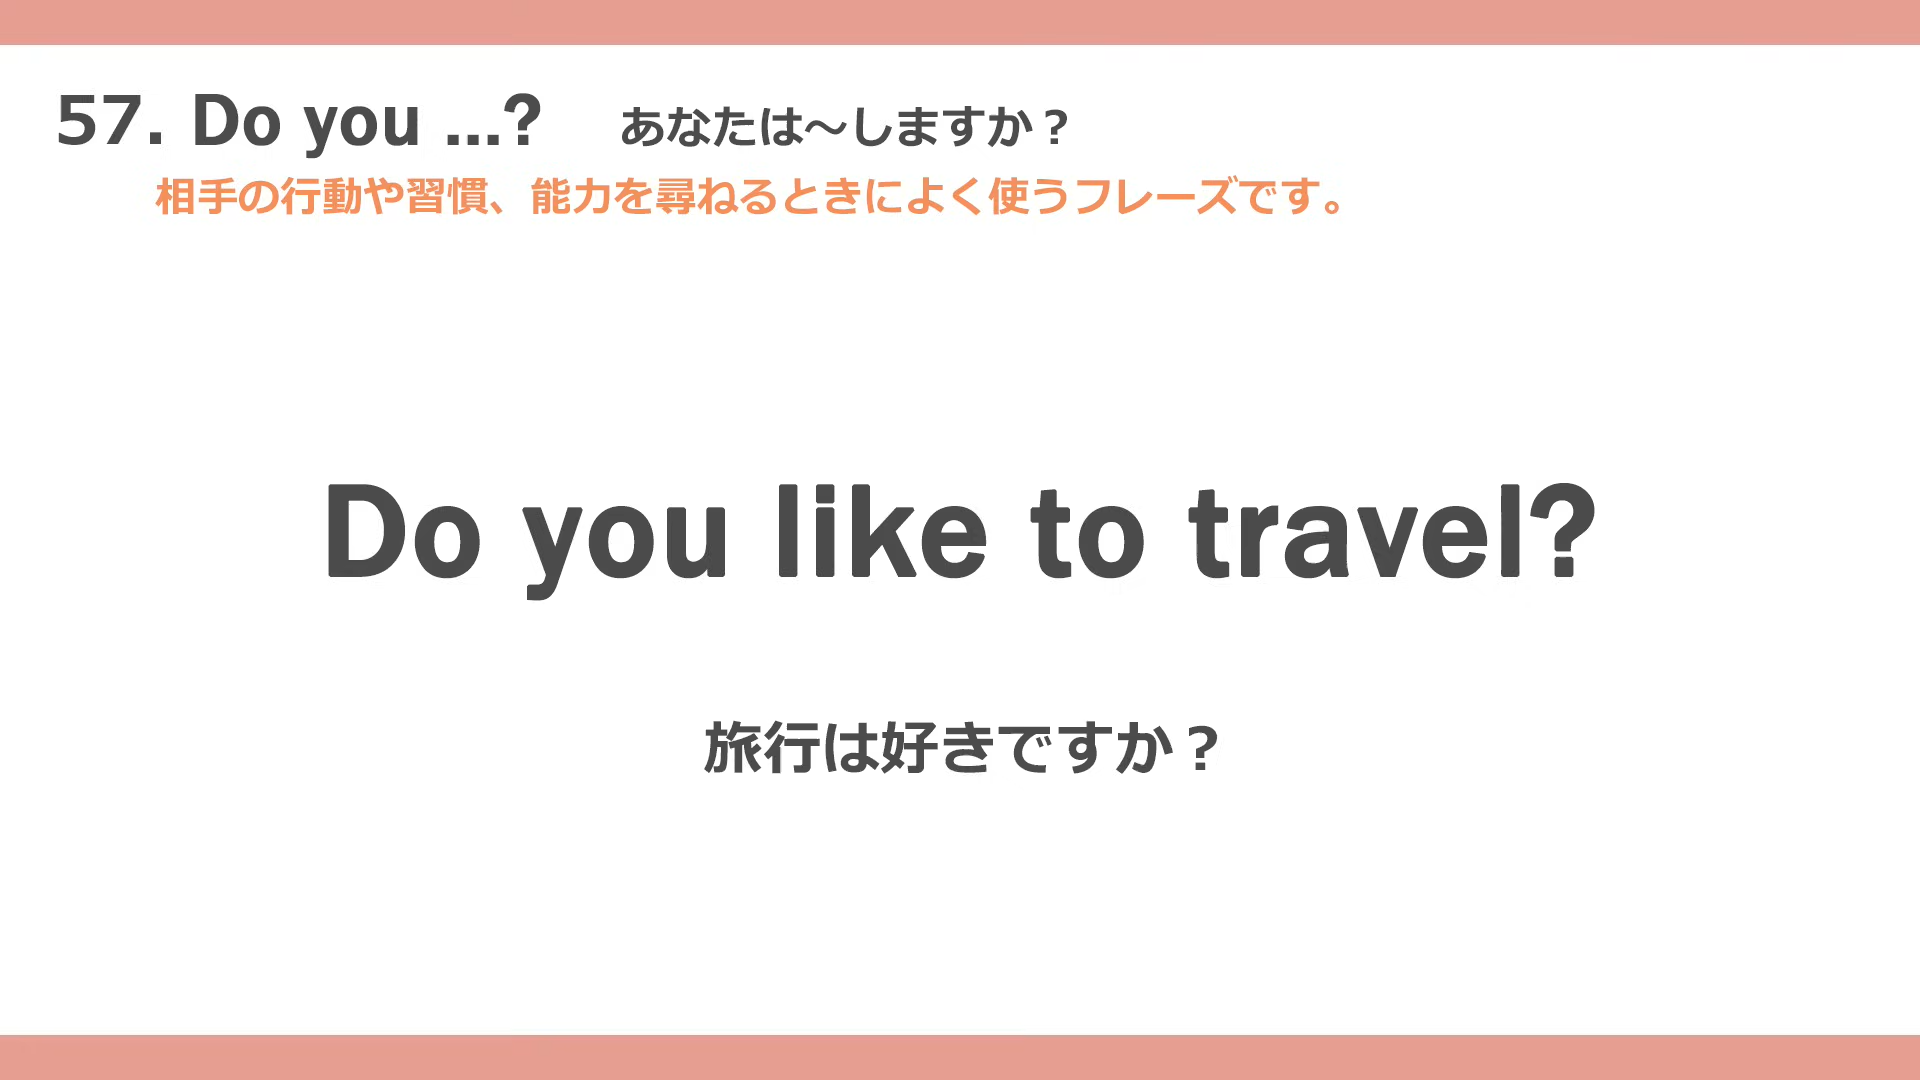 57. Do you ...? あなたは～しますか？
相手の行動や習慣、能力を尋ねるときによく使うフレーズです。
Do you like to travel?
旅行は好きですか？